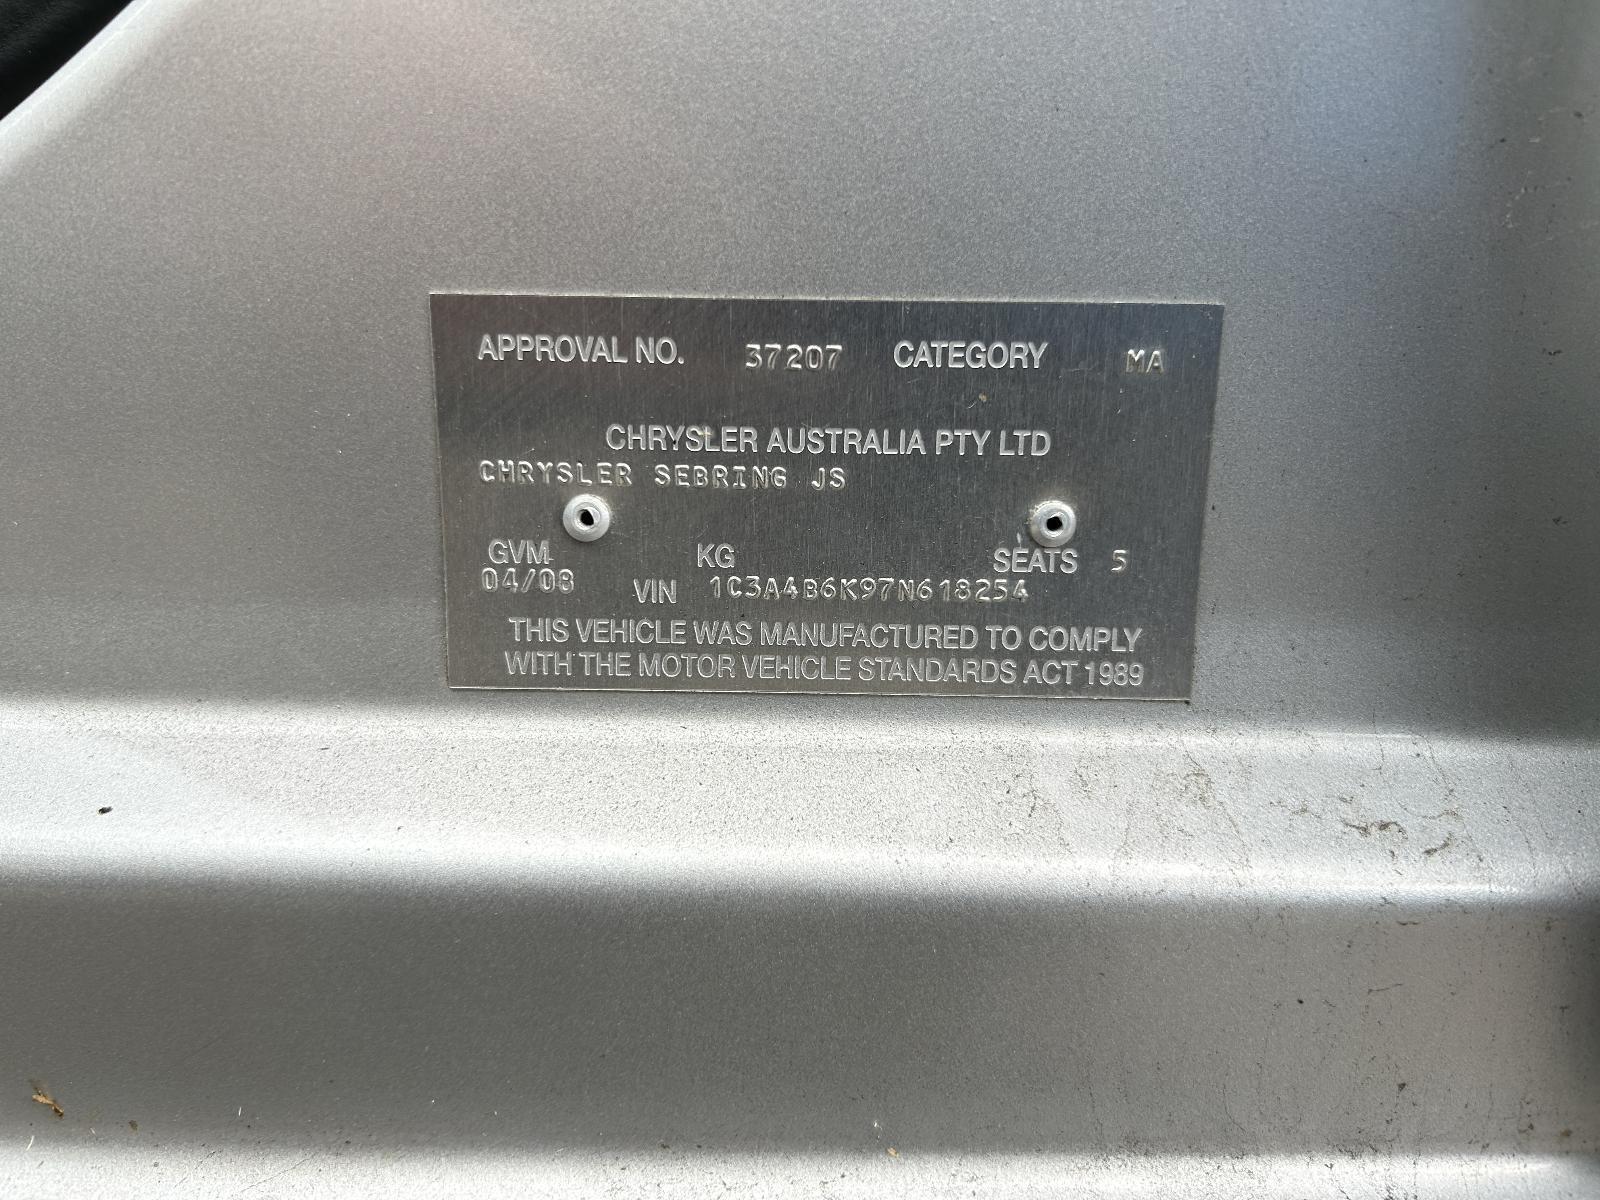 APPROVAL NO. 37207 CATEGORY MA
CHRYSLER AUSTRALIA PTY LTD
CHRYSLER SEBRING JS
GVM KG SEATS 5
04/08 VIN 1C3A4B6K97N618254
THIS VEHICLE WAS MANUFACTURED TO COMPLY
WITH THE MOTOR VEHICLE STANDARDS ACT 1989